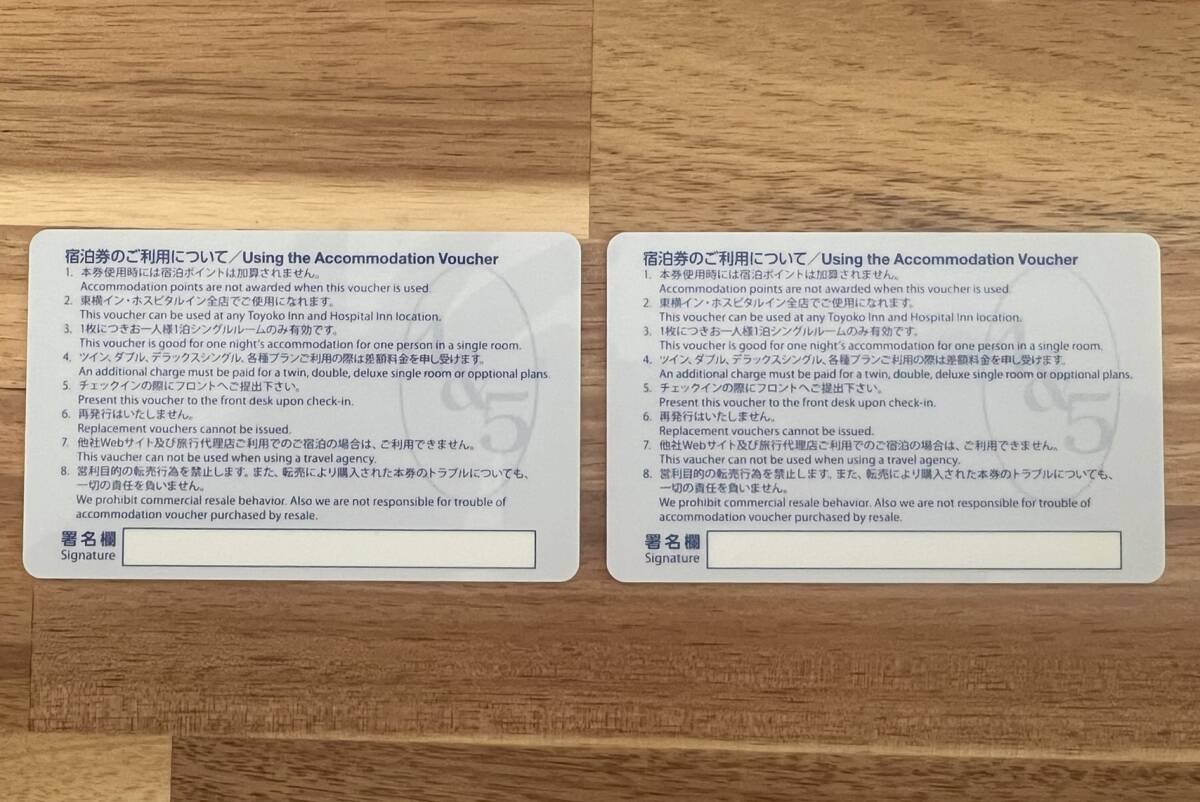 宿泊券のご利用について/Using the Accommodation Voucher
1. 本券使用時には宿泊ポイントは加算されません。
Accommodation points are not awarded when this voucher is used.
2. 東横イン・ホスピタルイン全店でご使用になれます。
This voucher can be used at any Toyoko Inn and Hospital Inn location.
3. 1枚につきお一人様1泊シングルルームのみ有効です。
This voucher is good for one night's accommodation for one person in a single room.
4. ツイン、ダブル、デラックスシングル、各種プランご利用の際は差額料金を申し受けます。
An additional charge must be paid for a twin, double, deluxe single room or opptional plans.
5. チェックインの際にフロントへご提出下さい。
Present this voucher to the front desk upon check-in.
6. 再発行はいたしません。
Replacement vouchers cannot be issued.
7. 他社Webサイト及び旅行代理店ご利用でのご宿泊の場合は、ご利用できません。
This vaucher can not be used when using a travel agency.
8. 営利目的の転売行為を禁止します。また、転売により購入された本券のトラブルについても、
一切の責任を負いません。
We prohibit commercial resale behavior. Also we are not responsible for trouble of
accommodation voucher purchased by resale.
署名欄
Signature
&5
宿泊券のご利用について/Using the Accommodation Voucher
1. 本券使用時には宿泊ポイントは加算されません。
Accommodation points are not awarded when this voucher is used.
2. 東横イン・ホスピタルイン全店でご使用になれます。
This voucher can be used at any Toyoko Inn and Hospital Inn location.
3. 1枚につきお一人様1泊シングルルームのみ有効です。
This voucher is good for one night's accommodation for one person in a single room.
4. ツイン、ダブル、デラックスシングル、各種プランご利用の際は差額料金を申し受けます。
An additional charge must be paid for a twin, double, deluxe single room or opptional plans.
5. チェックインの際にフロントへご提出下さい。
Present this voucher to the front desk upon check-in.
6. 再発行はいたしません。
Replacement vouchers cannot be issued.
7. 他社Webサイト及び旅行代理店ご利用でのご宿泊の場合は、ご利用できません。
This vaucher can not be used when using a travel agency.
8. 営利目的の転売行為を禁止します。また、転売により購入された本券のトラブルについても、
一切の責任を負いません。
We prohibit commercial resale behavior. Also we are not responsible for trouble of
accommodation voucher purchased by resale.
署名欄
Signature
&5